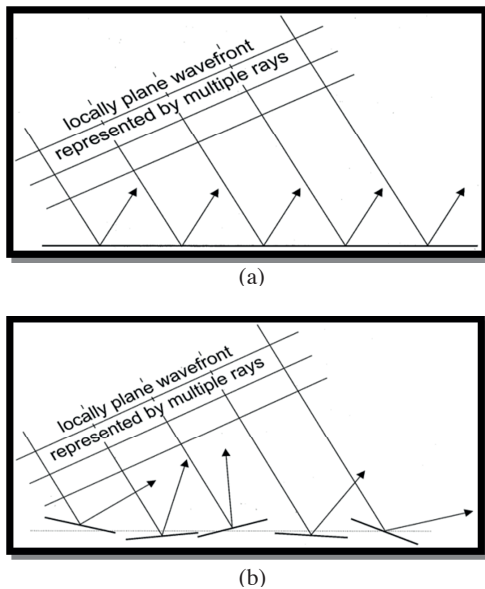 locally plane wavefront
represented by multiple rays
(a)
locally plane wavefront
represented by multiple rays
(b)